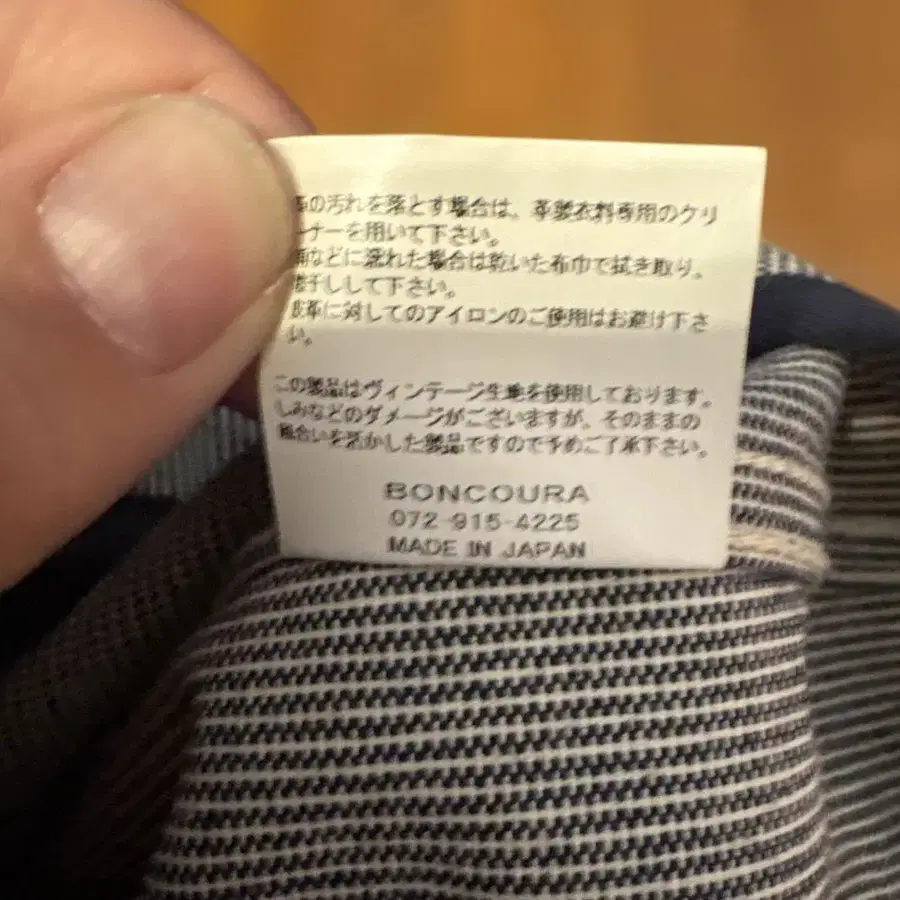 の汚れを落とす場合は、革製衣料専用のクリ
ーナーを用いて下さい。
などに濡れた場合は乾いた布巾で拭き取り、
干しして下さい。
皮革に対してのアイロンのご使用はお避け下さ
い。
この製品はヴィンテージ生地を使用しております。
しみなどのダメージがございますが、そのままの
風合いを活かした製品ですので予めご了承下さい。
BONCOURA
072-915-4225
MADE IN JAPAN